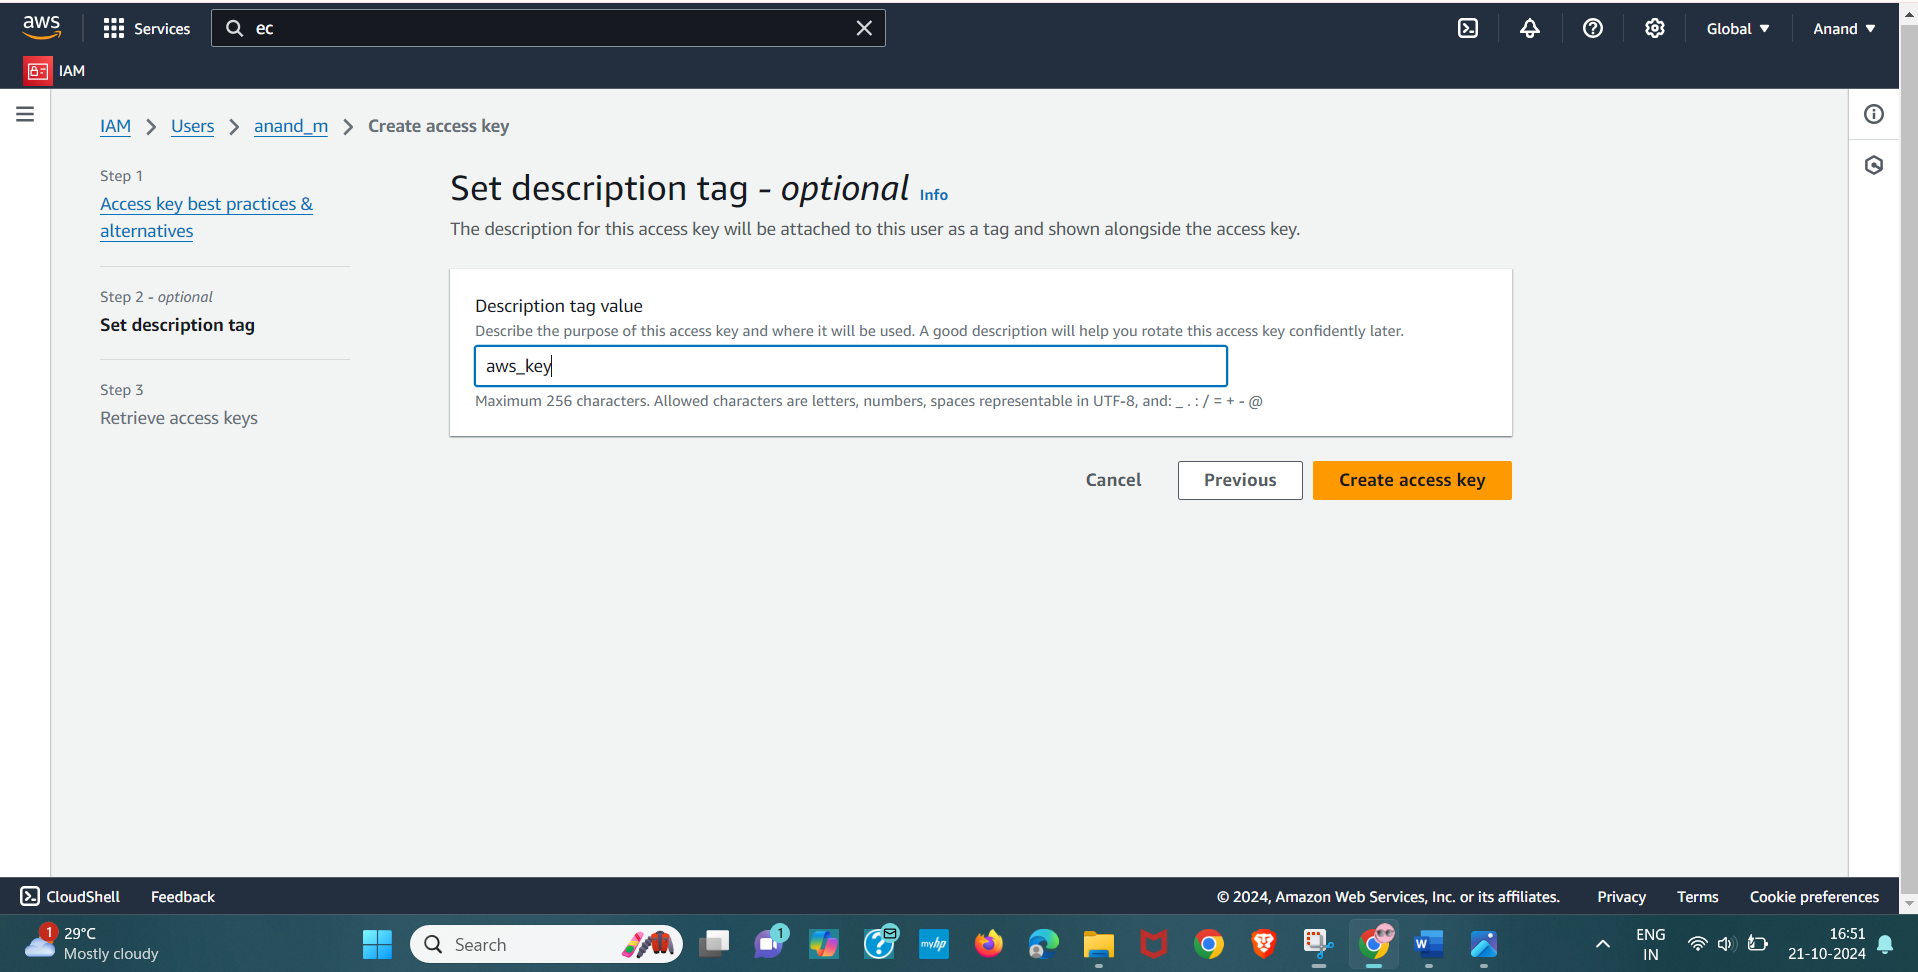 aws
Services
ec
Global
Anand
IAM
IAM
Users
anand_m
Create access key
Step 1
Access key best practices &
alternatives
Step 2 - optional
Set description tag
Step 3
Retrieve access keys
Set description tag - optional Info
The description for this access key will be attached to this user as a tag and shown alongside the access key.
Description tag value
Describe the purpose of this access key and where it will be used. A good description will help you rotate this access key confidently later.
aws_key
Maximum 256 characters. Allowed characters are letters, numbers, spaces representable in UTF-8, and: _ . : / = + - @
Cancel
Previous
Create access key
CloudShell
Feedback
© 2024, Amazon Web Services, Inc. or its affiliates.
Privacy
Terms
Cookie preferences
1
29°C
Mostly cloudy
Search
1
myhp
W
ENG
IN
16:51
21-10-2024